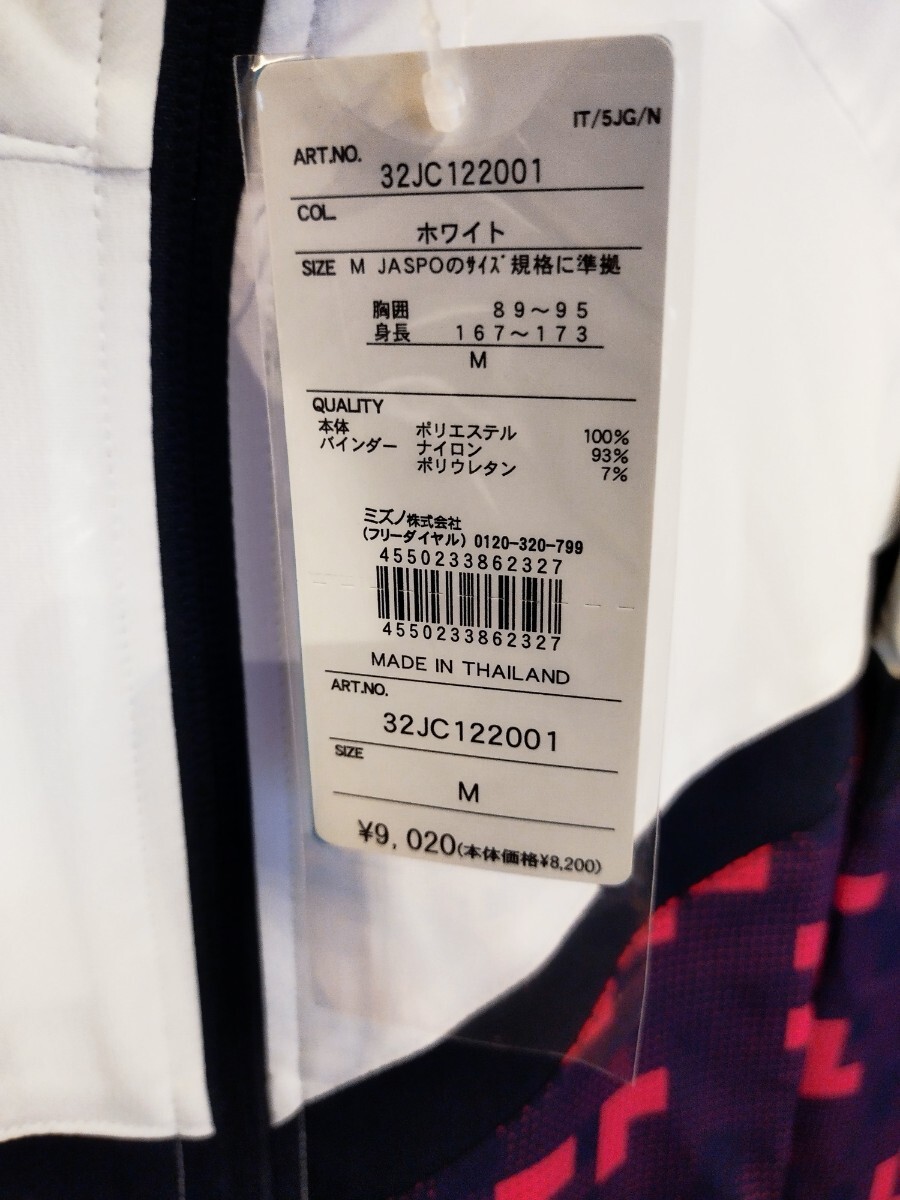 IT/5JG/N
ART.NO.
32JC122001
COL.
ホワイト
SIZE M JASPOのｻｲｽﾞ規格に準拠
胸囲 89〜95
身長 167〜173
M
QUALITY
本体 ポリエステル 100%
バインダー ナイロン 93%
ポリウレタン 7%
ミズノ株式会社
(フリーダイヤル) 0120-320-799
4550233862327
4550233862327
MADE IN THAILAND
ART.NO.
32JC122001
SIZE
M
¥9,020(本体価格¥8,200)